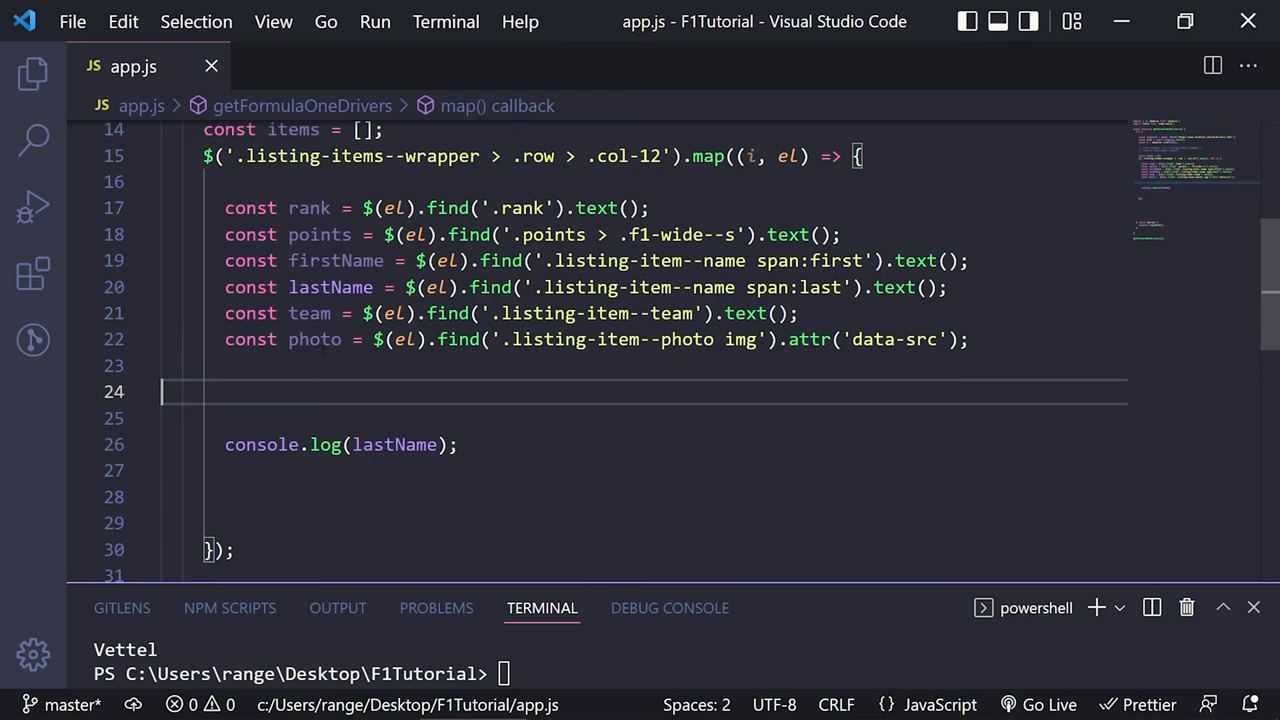 File Edit Selection View Go Run Terminal Help app.js - F1Tutorial - Visual Studio Code
JS app.js
JS app.js > getFormulaOneDrivers > map() callback
14 const items = [];
15 $('.listing-items--wrapper > .row > .col-12').map((i, el) => {
16
17 const rank = $(el).find('.rank').text();
18 const points = $(el).find('.points > .f1-wide--s').text();
19 const firstName = $(el).find('.listing-item--name span:first').text();
20 const lastName = $(el).find('.listing-item--name span:last').text();
21 const team = $(el).find('.listing-item--team').text();
22 const photo = $(el).find('.listing-item--photo img').attr('data-src');
23
24
25
26 console.log(lastName);
27
28
29
30 });
31
GITLENS NPM SCRIPTS OUTPUT PROBLEMS TERMINAL DEBUG CONSOLE powershell
Vettel
PS C:\Users\range\Desktop\F1Tutorial>
master* 0 0 c:/Users/range/Desktop/F1Tutorial/app.js Spaces: 2 UTF-8 CRLF { } JavaScript Go Live Prettier